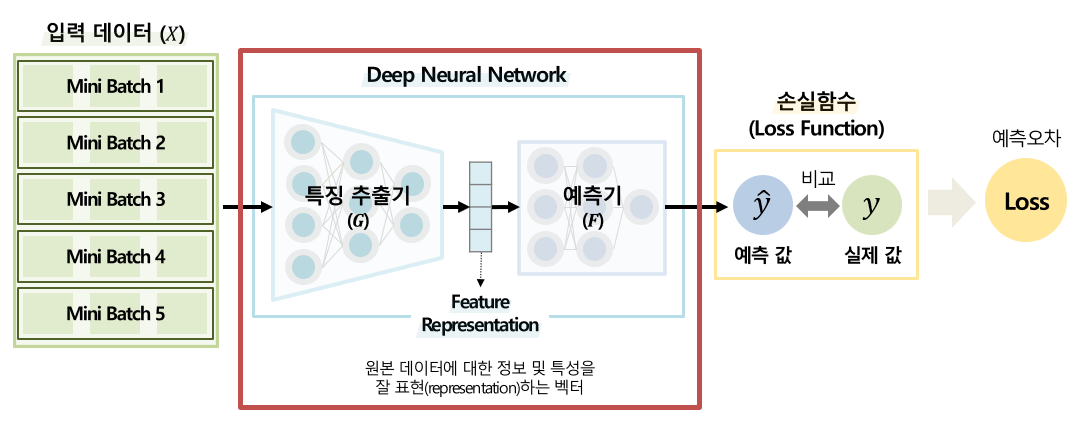 입력 데이터 (X)
Mini Batch 1
Mini Batch 2
Mini Batch 3
Mini Batch 4
Mini Batch 5
Deep Neural Network
특징 추출기
(G)
Feature
Representation
예측기
(F)
원본 데이터에 대한 정보 및 특성을
잘 표현(representation)하는 벡터
손실함수
(Loss Function)
ŷ
비교
y
예측 값
실제 값
예측오차
Loss